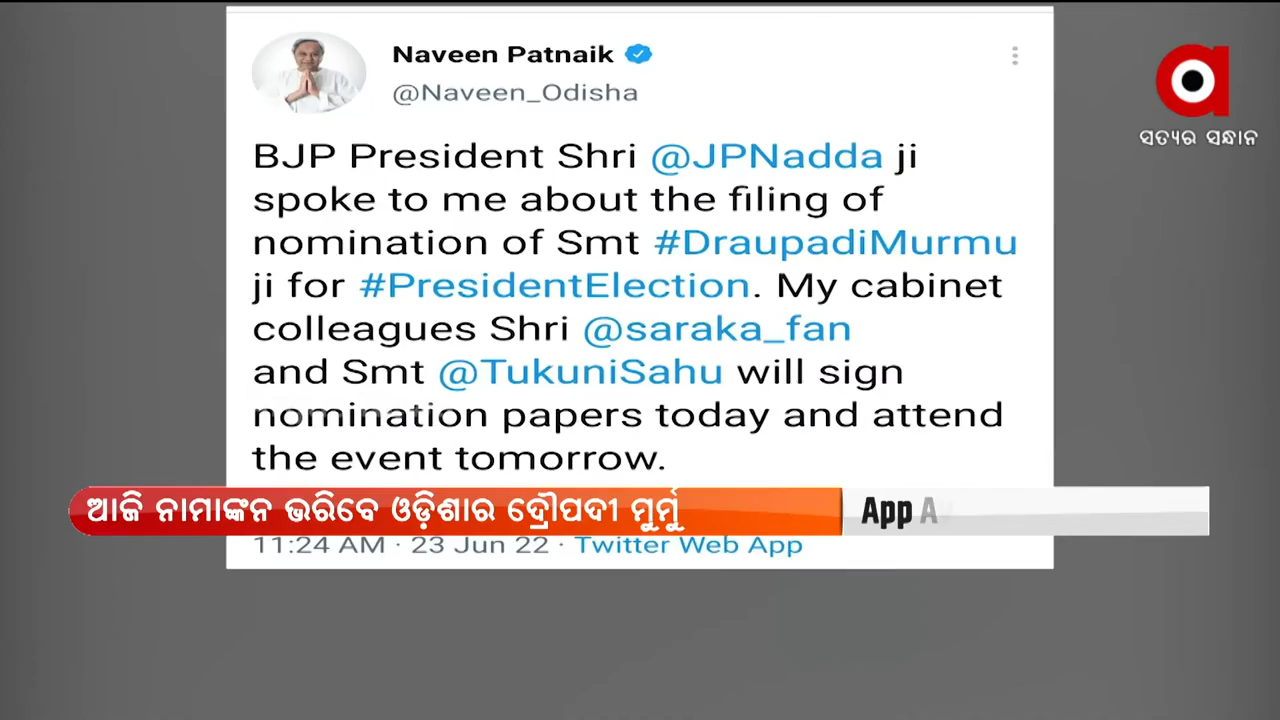 Naveen Patnaik
@Naveen_Odisha
ସତ୍ୟର ସନ୍ଧାନ
BJP President Shri @JPNadda ji
spoke to me about the filing of
nomination of Smt #DraupadiMurmu
ji for #PresidentElection. My cabinet
colleagues Shri @saraka_fan
and Smt @TukuniSahu will sign
nomination papers today and attend
the event tomorrow.
ଆଜି ନାମାଙ୍କନ ଭରିବେ ଓଡ଼ିଶାର ଦ୍ରୌପଦୀ ମୁର୍ମୁ
App A
11:24 AM · 23 Jun 22 · Twitter Web App